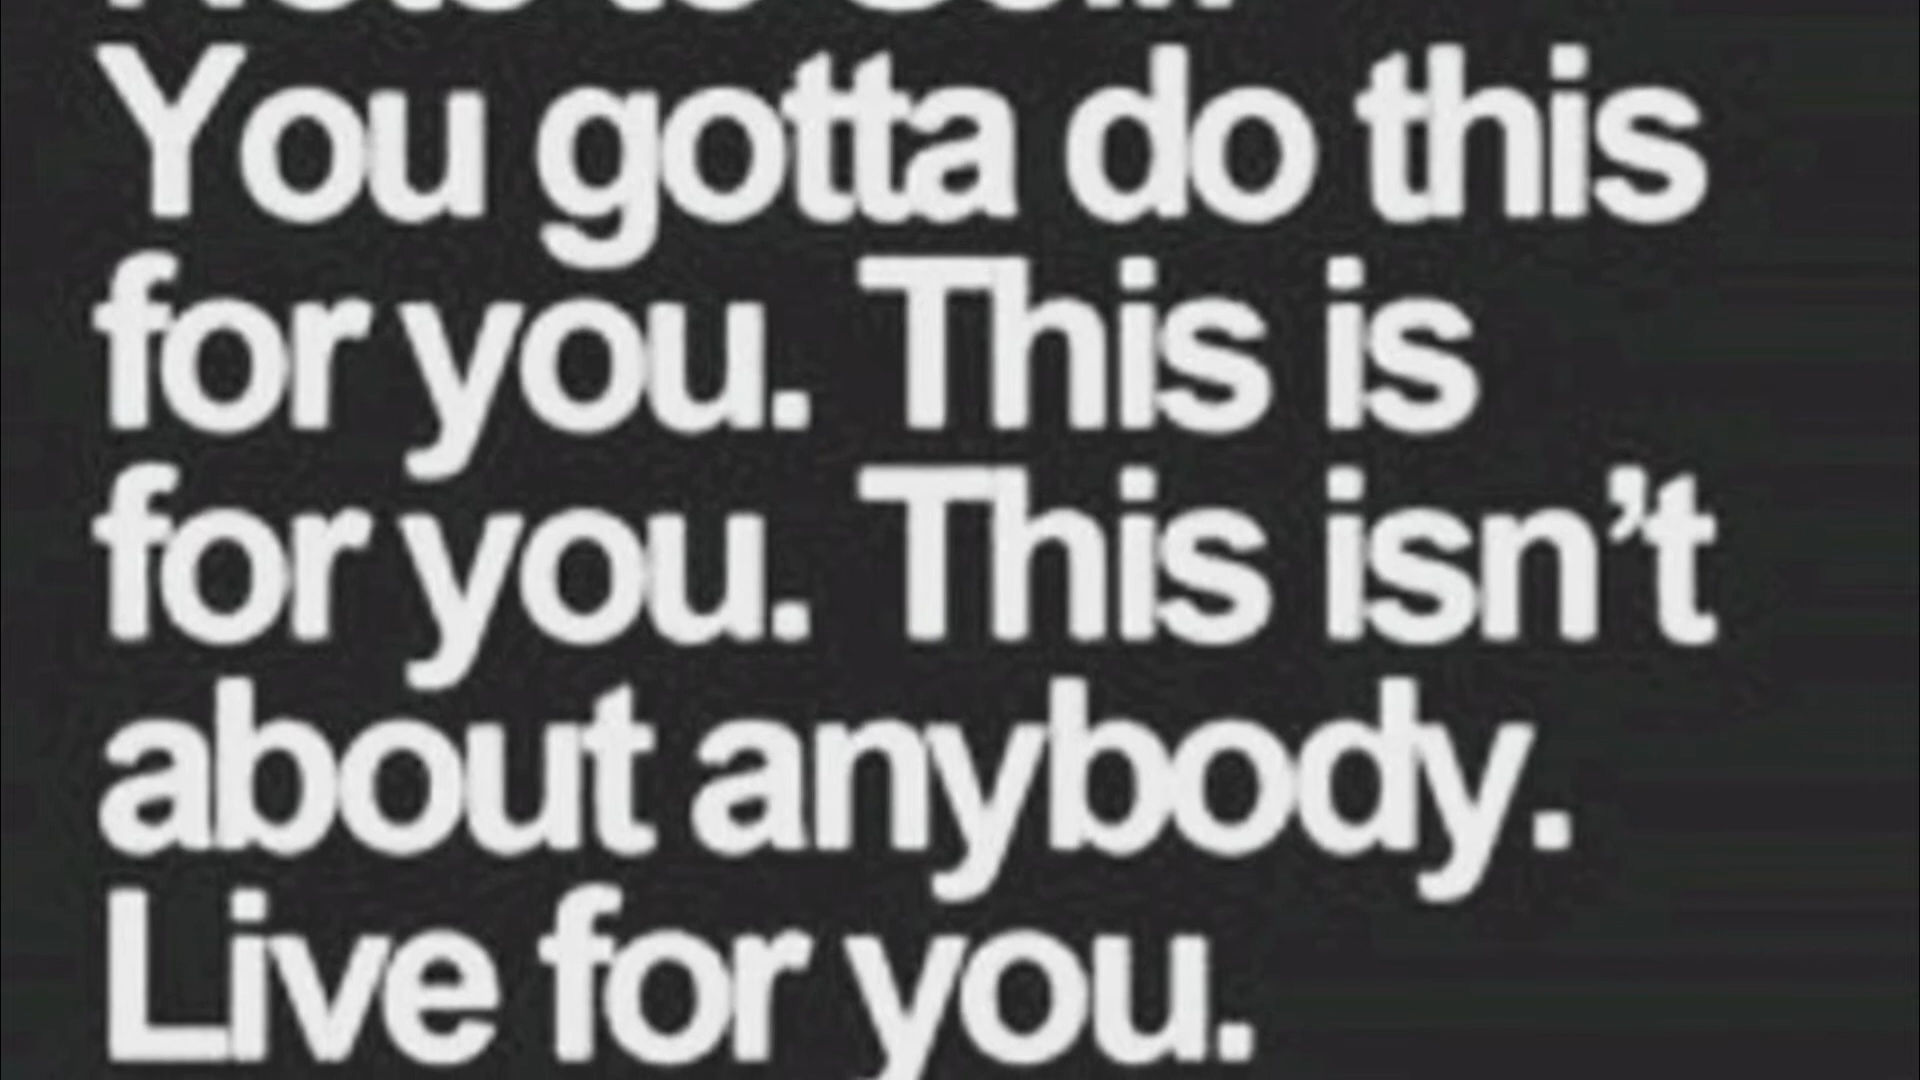 You gotta do this
for you. This is
for you. This isn’t
about anybody.
Live for you.